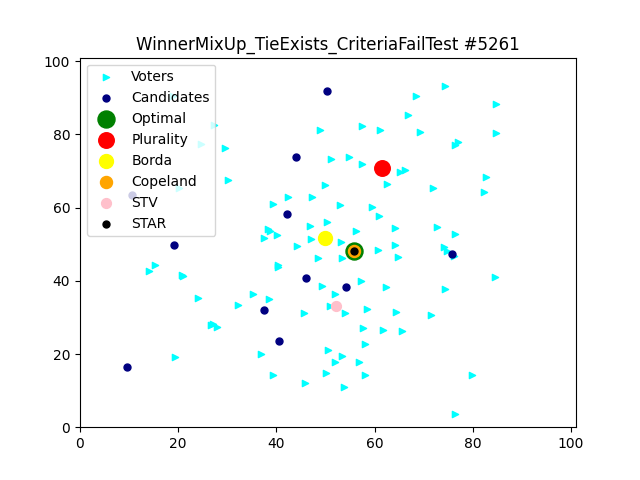 WinnerMixUp_TieExists_CriteriaFailTest #5261
100
80
60
40
20
0
0 20 40 60 80 100
Voters
Candidates
Optimal
Plurality
Borda
Copeland
STV
STAR